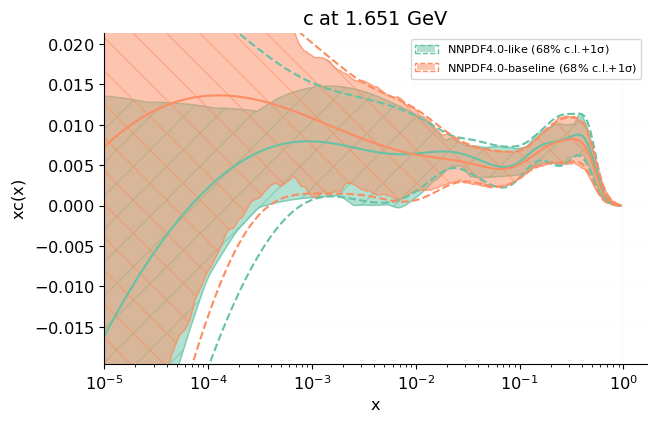 c at 1.651 GeV
NNPDF4.0-like (68% c.l.+1σ)
NNPDF4.0-baseline (68% c.l.+1σ)
xc(x)
0.020
0.015
0.010
0.005
0.000
−0.005
−0.010
−0.015
10⁻⁵ 10⁻⁴ 10⁻³ 10⁻² 10⁻¹ 10⁰
x